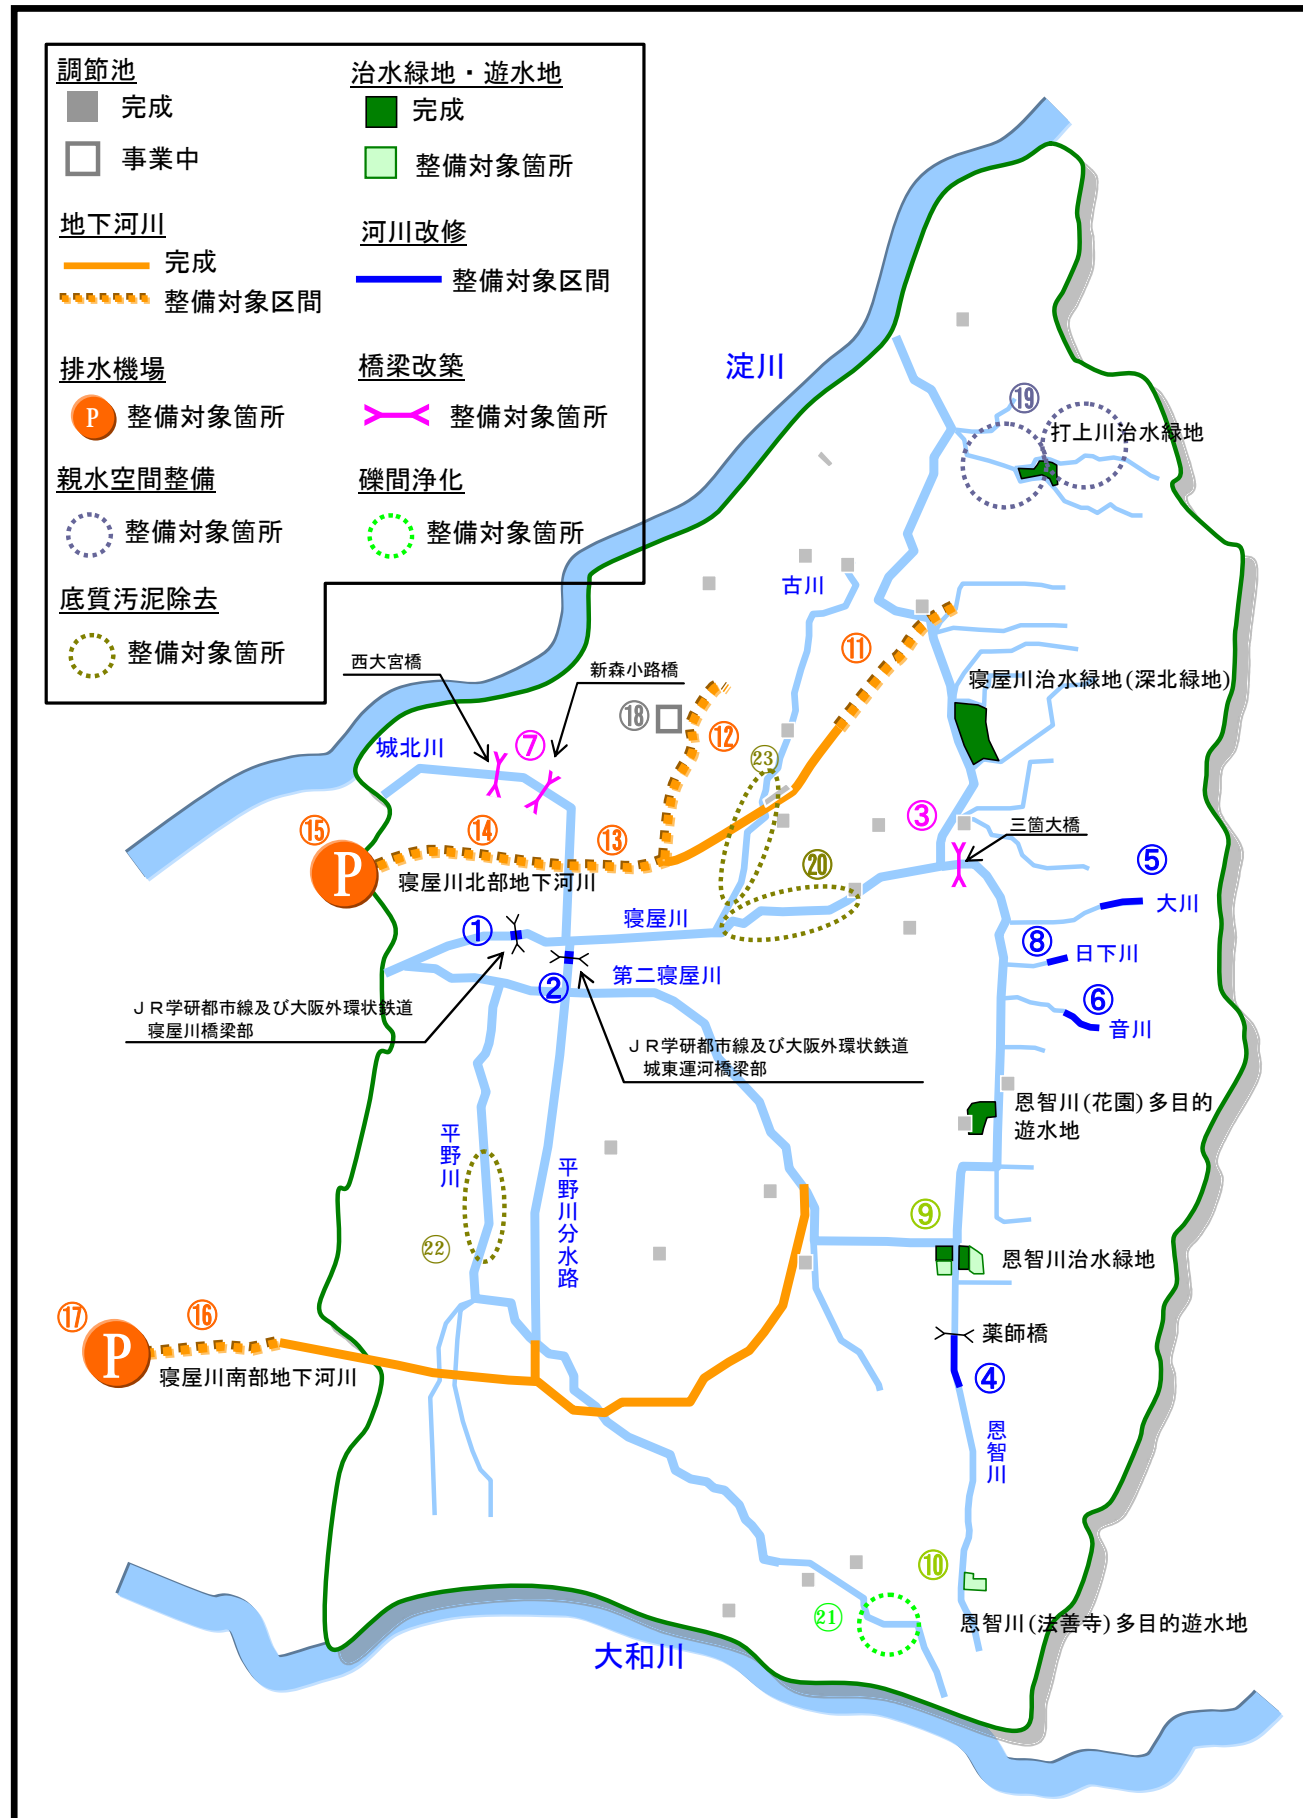 調節池
完成
事業中
治水緑地・遊水地
完成
整備対象箇所
地下河川
完成
整備対象区間
河川改修
整備対象区間
排水機場
P
整備対象箇所
橋梁改築
整備対象箇所
親水空間整備
整備対象箇所
礫間浄化
整備対象箇所
底質汚泥除去
整備対象箇所
淀川
⑲
打上川治水緑地
古川
⑪
西大宮橋
新森小路橋
寝屋川治水緑地(深北緑地)
⑱
⑫
城北川
⑦
㉓
③
三箇大橋
⑮
P
⑭
⑬
寝屋川北部地下河川
⑳
⑤
大川
①
寝屋川
⑧
日下川
②
第二寝屋川
⑥
音川
ＪＲ学研都市線及び大阪外環状鉄道
寝屋川橋梁部
ＪＲ学研都市線及び大阪外環状鉄道
城東運河橋梁部
恩智川(花園)多目的
遊水地
平野川
平野川分水路
㉒
⑨
恩智川治水緑地
⑰
P
⑯
寝屋川南部地下河川
薬師橋
④
恩智川
⑩
㉑
恩智川(法善寺)多目的遊水地
大和川